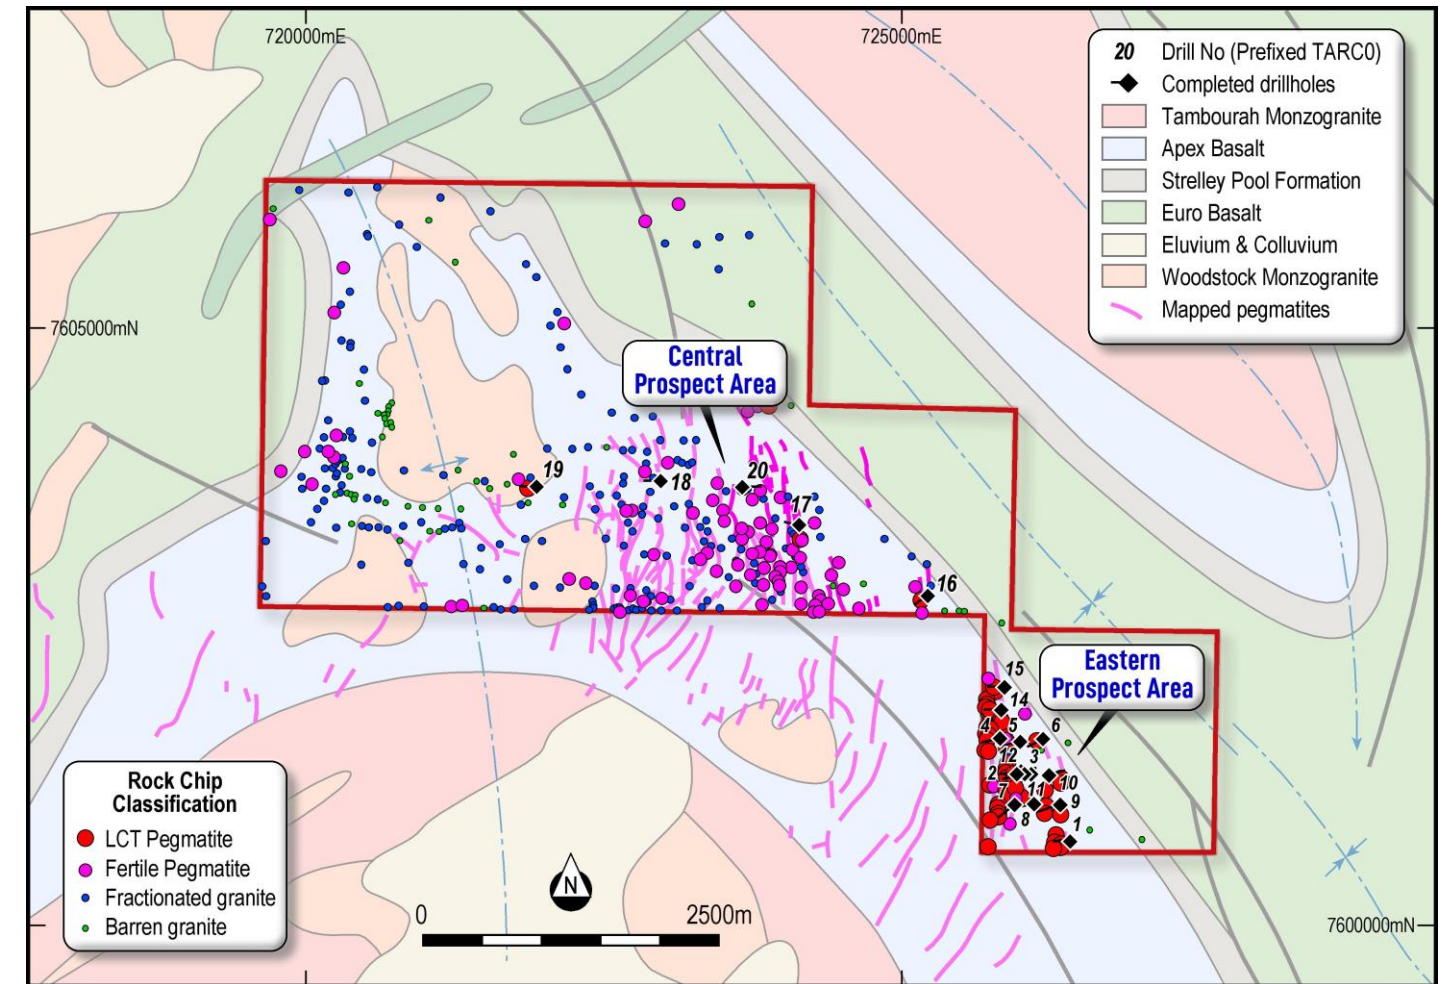 720000mE
725000mE
20 Drill No (Prefixed TARC0)
Completed drillholes
Tambourah Monzogranite
Apex Basalt
Strelley Pool Formation
Euro Basalt
Eluvium & Colluvium
Woodstock Monzogranite
Mapped pegmatites
7605000mN
Central
Prospect Area
19
18
20
17
16
Eastern
Prospect Area
15
14
4
5
6
12
3
2
10
7
11
9
8
1
Rock Chip
Classification
LCT Pegmatite
Fertile Pegmatite
Fractionated granite
Barren granite
N
0
2500m
7600000mN